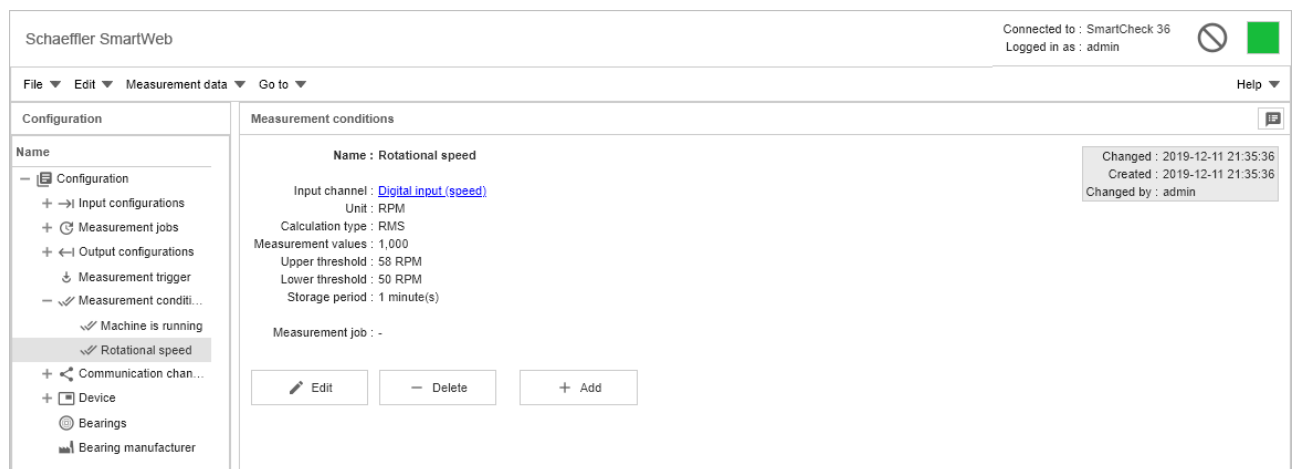 Schaeffler SmartWeb
Connected to : SmartCheck 36
Logged in as : admin
File Edit Measurement data Go to Help
Configuration
Measurement conditions
Name
Configuration
Input configurations
Measurement jobs
Output configurations
Measurement trigger
Measurement conditi...
Machine is running
Rotational speed
Communication chan...
Device
Bearings
Bearing manufacturer
Name : Rotational speed
Input channel : Digital input (speed)
Unit : RPM
Calculation type : RMS
Measurement values : 1,000
Upper threshold : 58 RPM
Lower threshold : 50 RPM
Storage period : 1 minute(s)
Measurement job : -
Edit Delete Add
Changed : 2019-12-11 21:35:36
Created : 2019-12-11 21:35:36
Changed by : admin